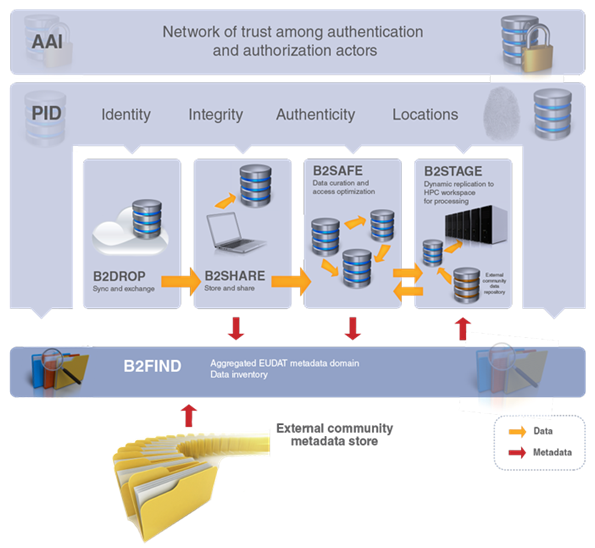 AAI
Network of trust among authentication
and authorization actors
PID
Identity
Integrity
Authenticity
Locations
B2SAFE
Data curation and
access optimization
B2STAGE
Dynamic replication to
HPC workspace
for processing
B2DROP
Sync and exchange
B2SHARE
Store and share
External
community
data
repository
B2FIND
Aggregated EUDAT metadata domain
Data inventory
External community
metadata store
Data
Metadata